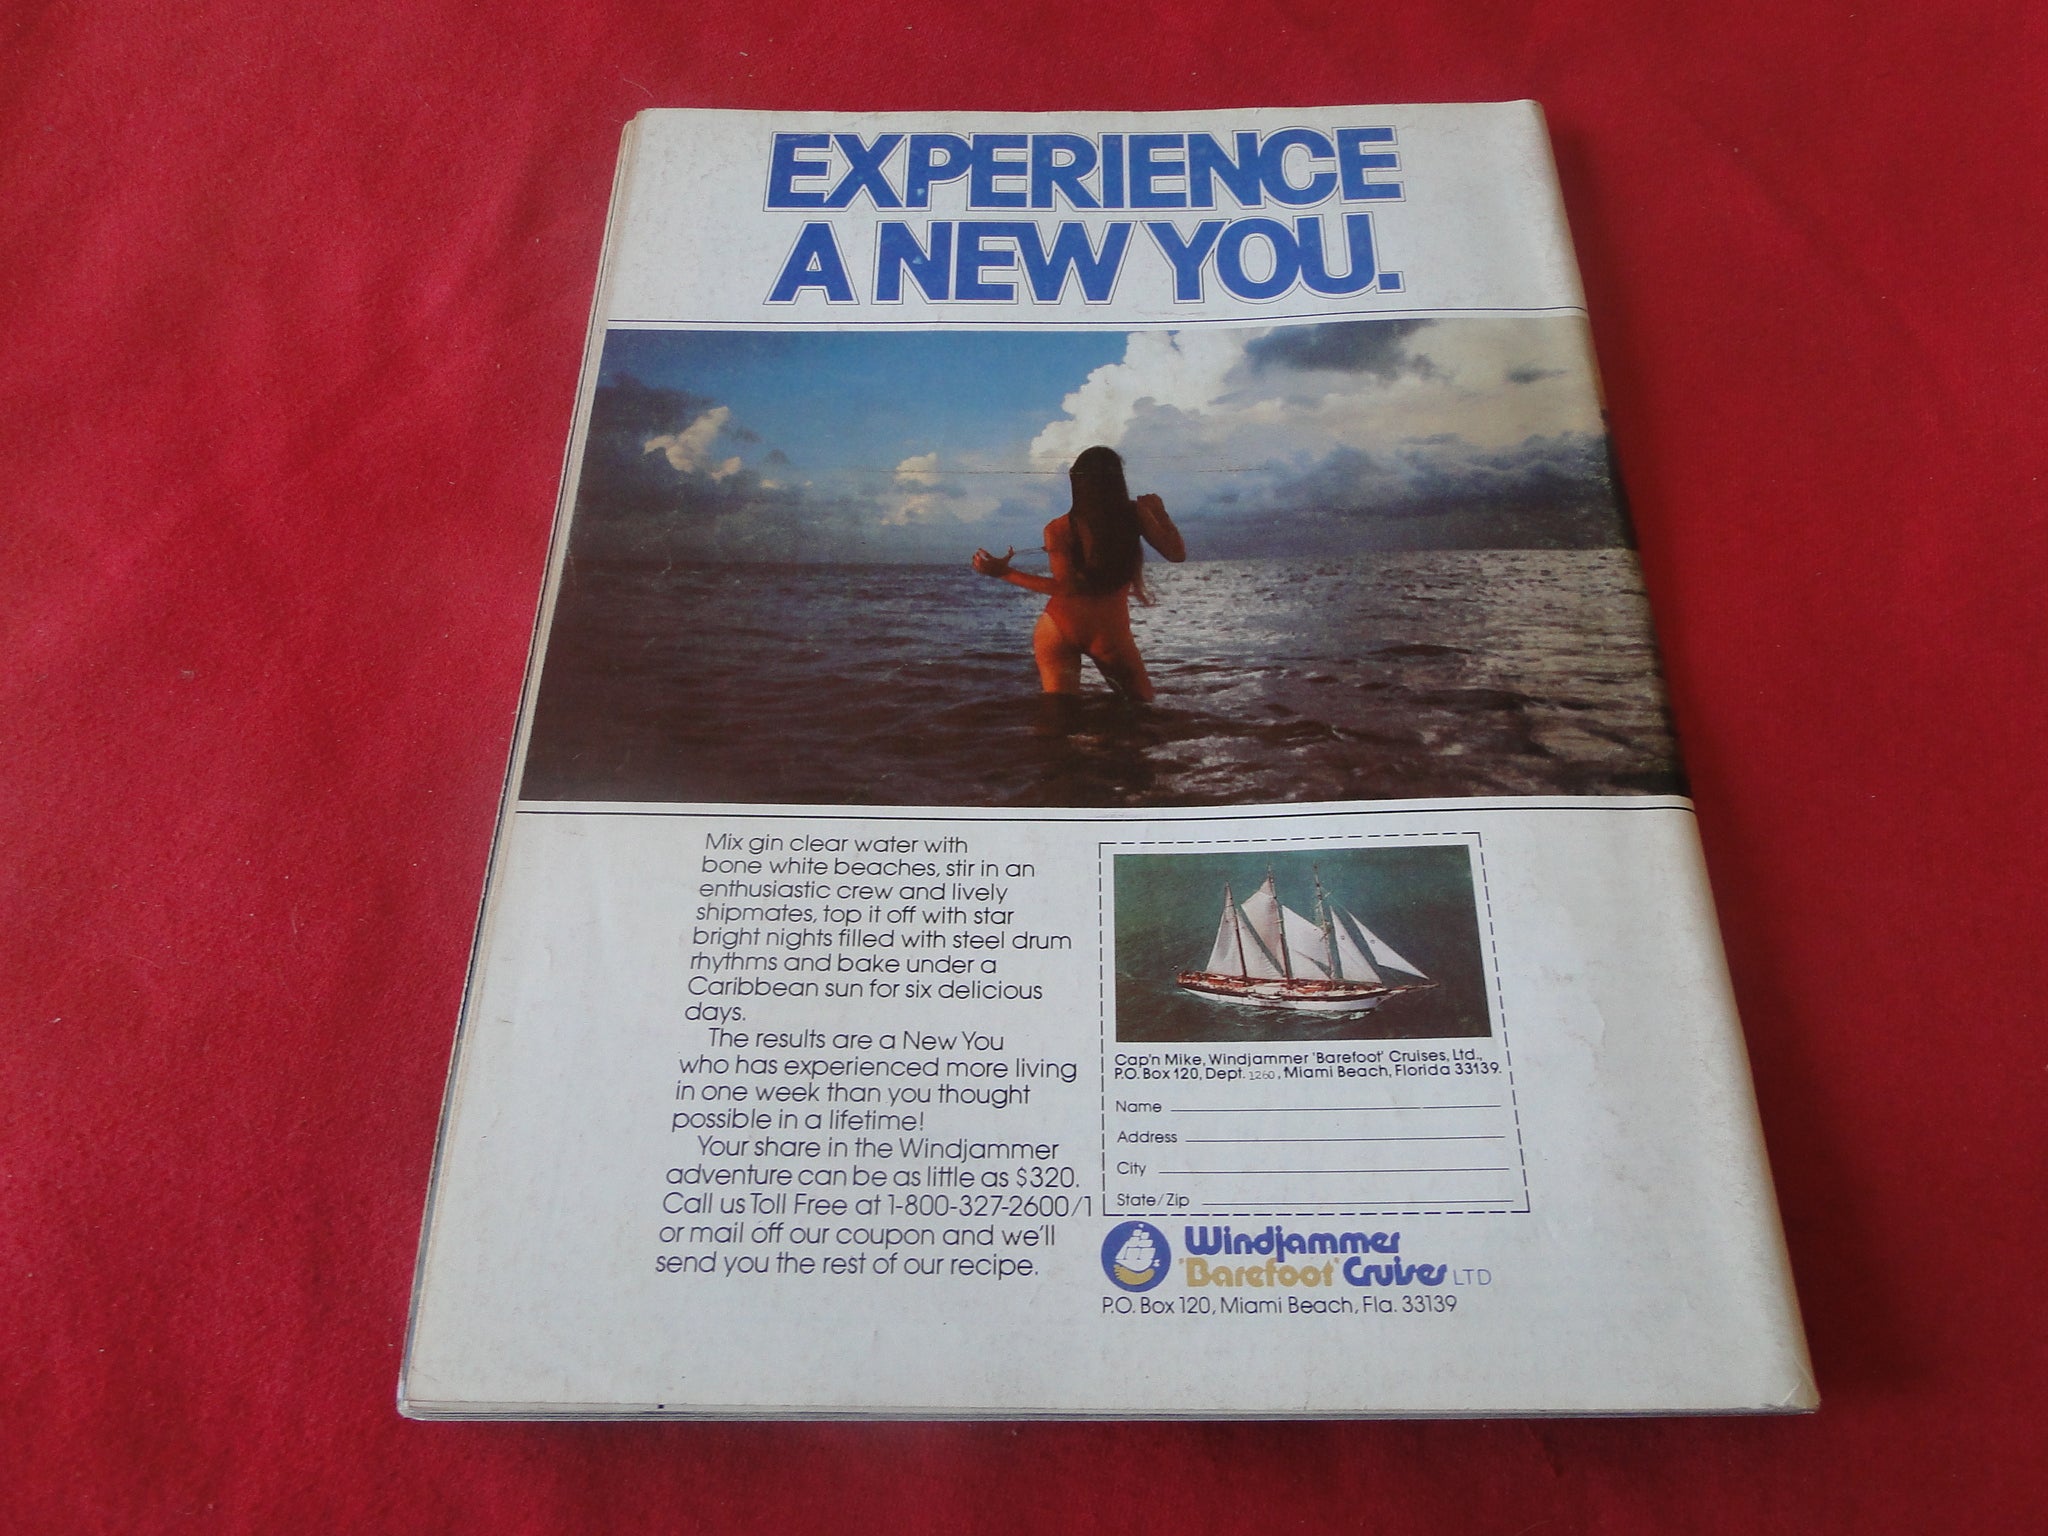 EXPERIENCE
A NEW YOU.
Mix gin clear water with
bone white beaches, stir in an
enthusiastic crew and lively
shipmates, top it off with star
bright nights filled with steel drum
rhythms and bake under a
Caribbean sun for six delicious
days.
The results are a New You
who has experienced more living
in one week than you thought
possible in a lifetime!
Your share in the Windjammer
adventure can be as little as $320.
Call us Toll Free at 1-800-327-2600/1
or mail off our coupon and we'll
send you the rest of our recipe.
Cap'n Mike, Windjammer 'Barefoot' Cruises, Ltd.,
P.O. Box 120, Dept. 1260, Miami Beach, Florida 33139.
Name
Address
City
State/Zip
Windjammer
'Barefoot' Cruises LTD
P.O. Box 120, Miami Beach, Fla. 33139